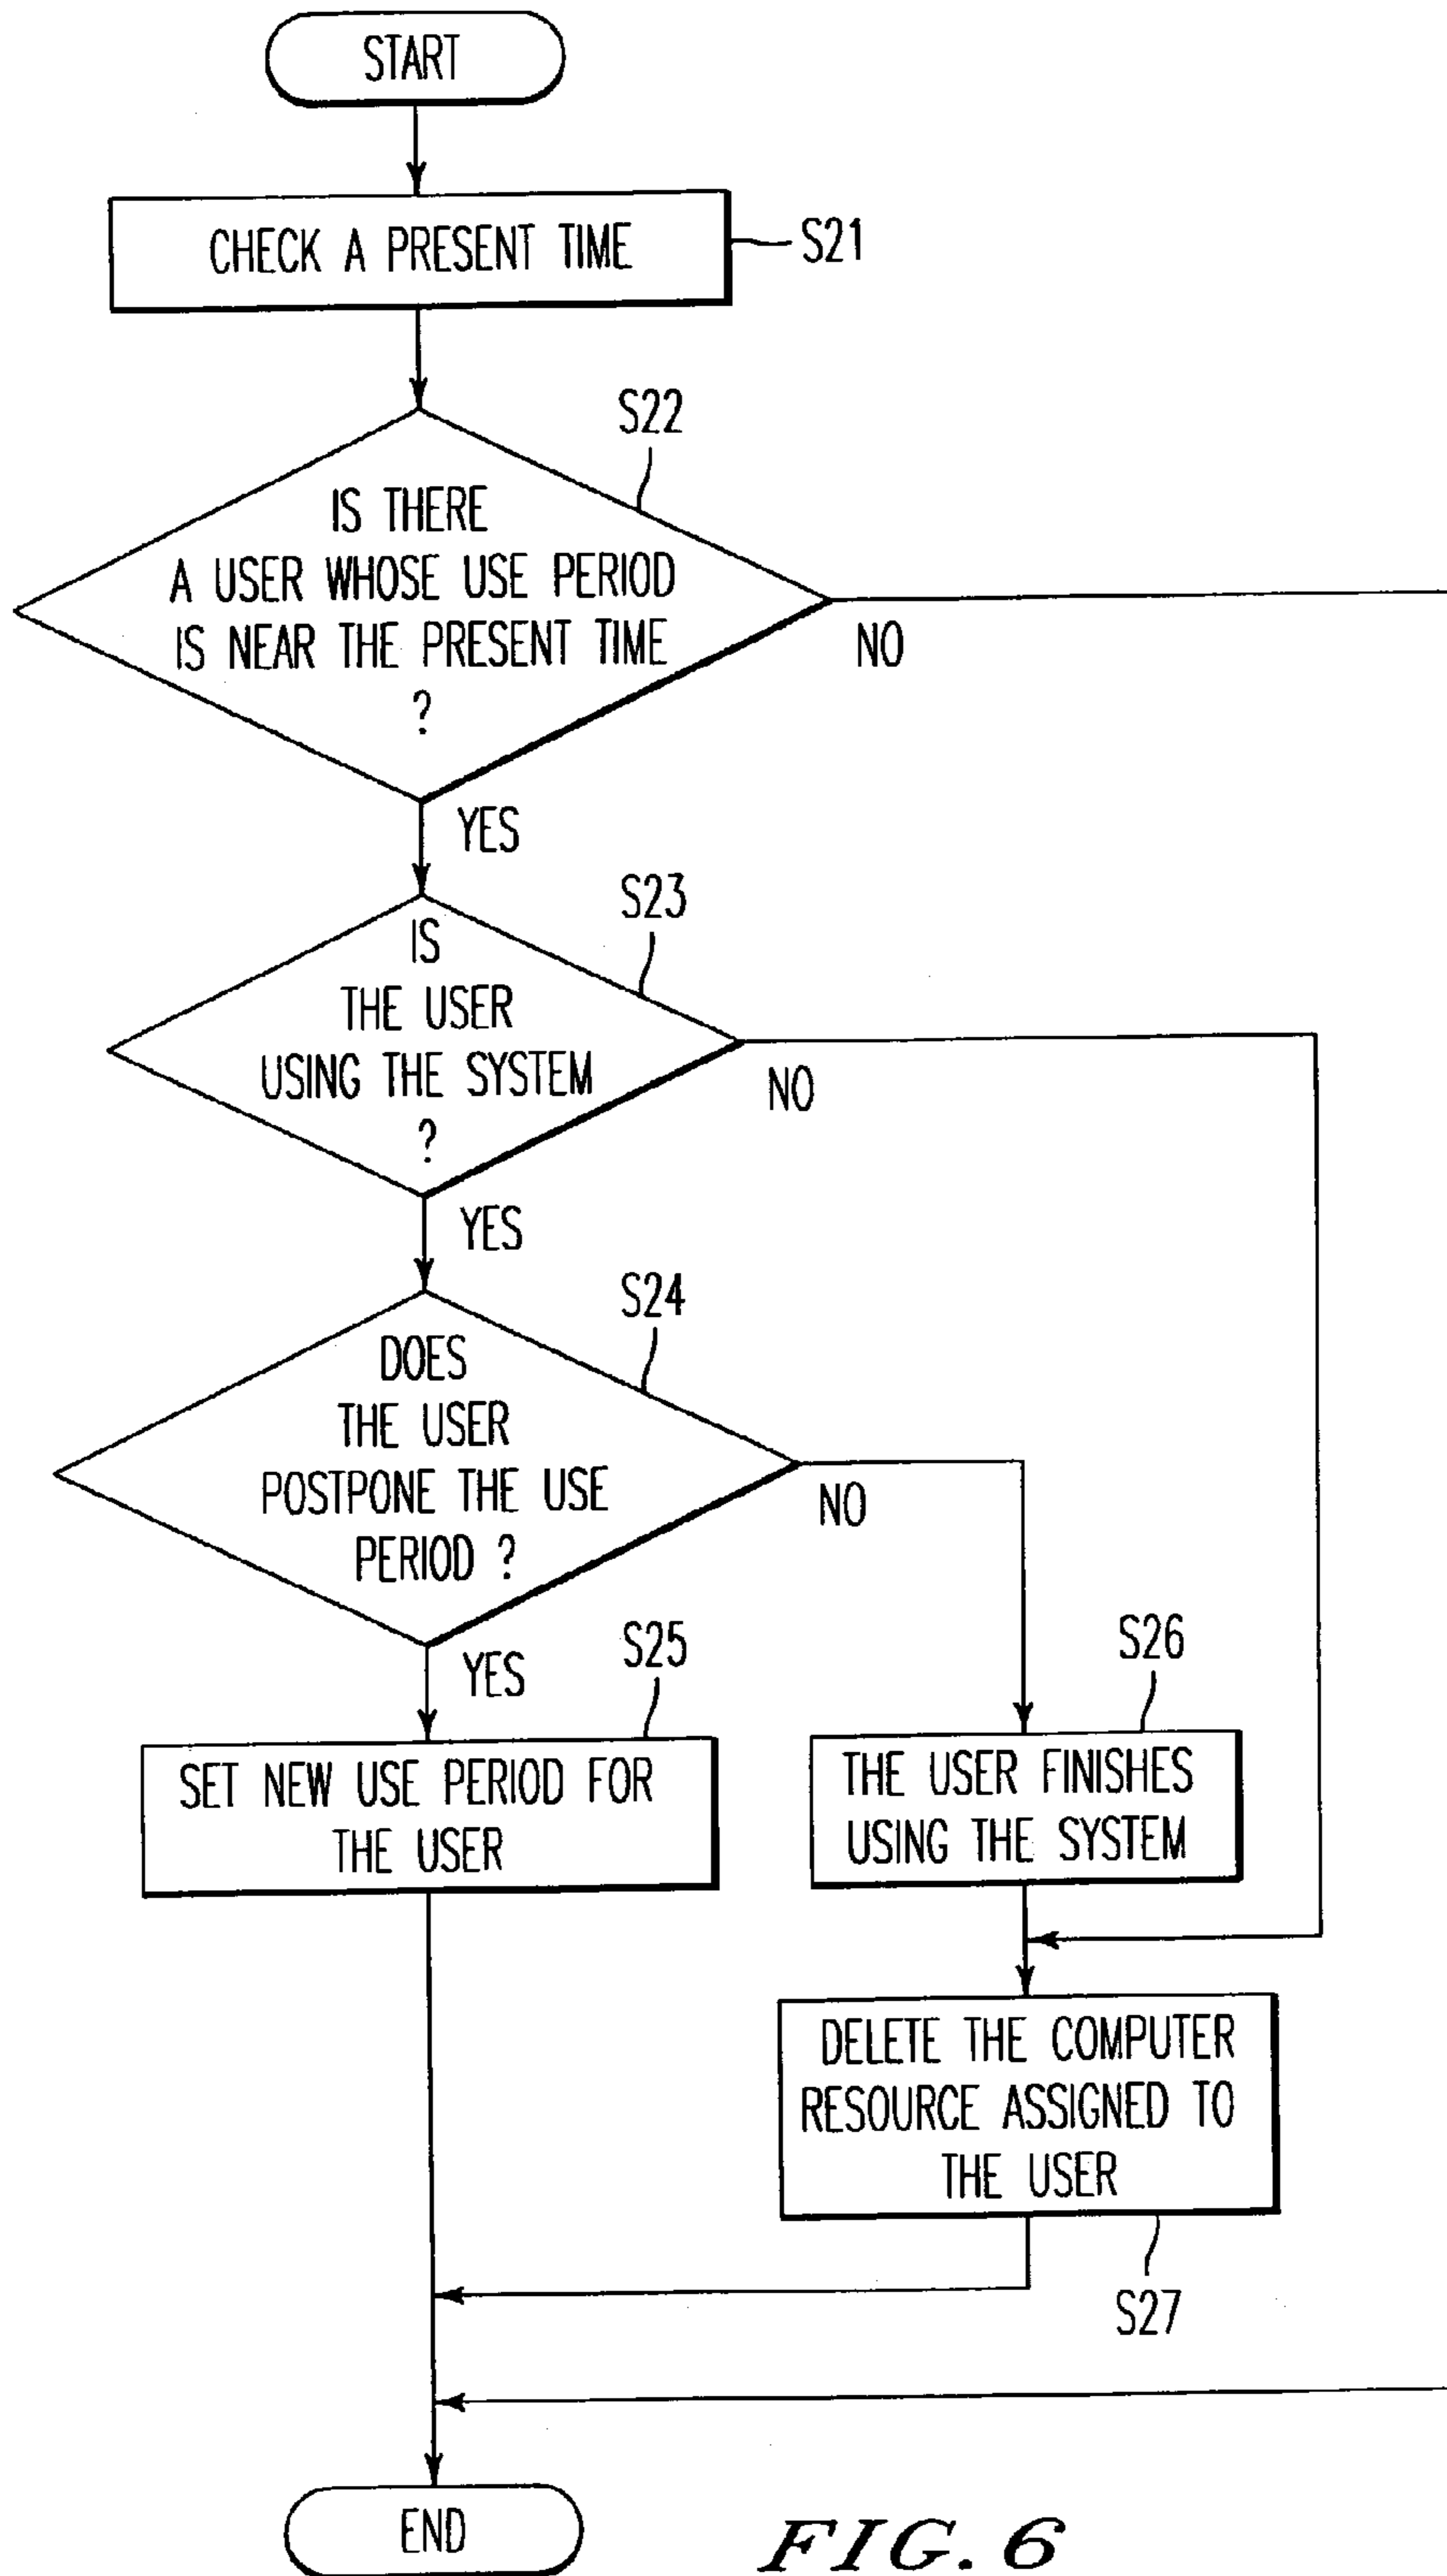 START
CHECK A PRESENT TIME
S21
S22
IS THERE
A USER WHOSE USE PERIOD
IS NEAR THE PRESENT TIME
?
NO
YES
S23
IS
THE USER
USING THE SYSTEM
?
NO
YES
S24
DOES
THE USER
POSTPONE THE USE
PERIOD ?
NO
YES
S25
SET NEW USE PERIOD FOR
THE USER
S26
THE USER FINISHES
USING THE SYSTEM
DELETE THE COMPUTER
RESOURCE ASSIGNED TO
THE USER
S27
END
FIG. 6